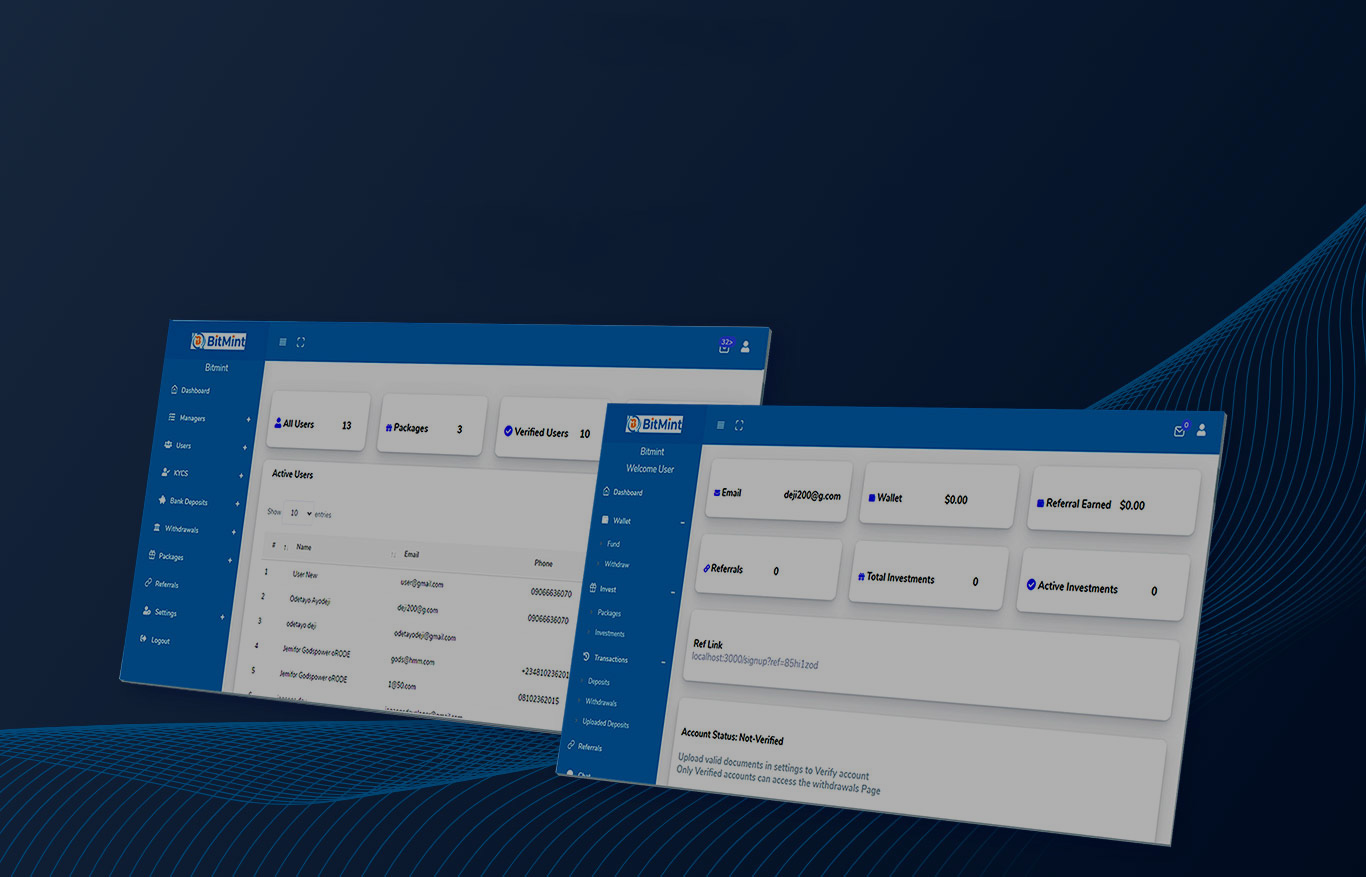 BitMint
32>
Bitmint
Dashboard
Managers +
Users +
KYCS +
Bank Deposits +
Withdrawals +
Packages +
Referrals
Settings +
Logout
All Users 13
Packages 3
Verified Users 10
Active Users
Show 10 entries
# Name Email Phone
1 User New user@gmail.com 09066636070
2 Odetayo Ayodeji deji200@g.com 09066636070
3 odetayo deji odetayodeji@gmail.com
4 Jemifor Godspower oRODE gods@hmm.com +234810236201
5 Jemifor Godspower oRODE 1@50.com 08102362015
BitMint
0
Bitmint
Welcome User
Dashboard
Wallet –
Fund
Withdraw
Invest –
Packages
Investments
Transactions –
Deposits
Withdrawals
Uploaded Deposits
Referrals
Email deji200@g.com
Wallet $0.00
Referral Earned $0.00
Referrals 0
Total Investments 0
Active Investments 0
Ref Link
localhost:3000/signup?ref=85hi1zod
Account Status: Not-Verified
Upload valid documents in settings to Verify account
Only Verified accounts can access the withdrawals Page